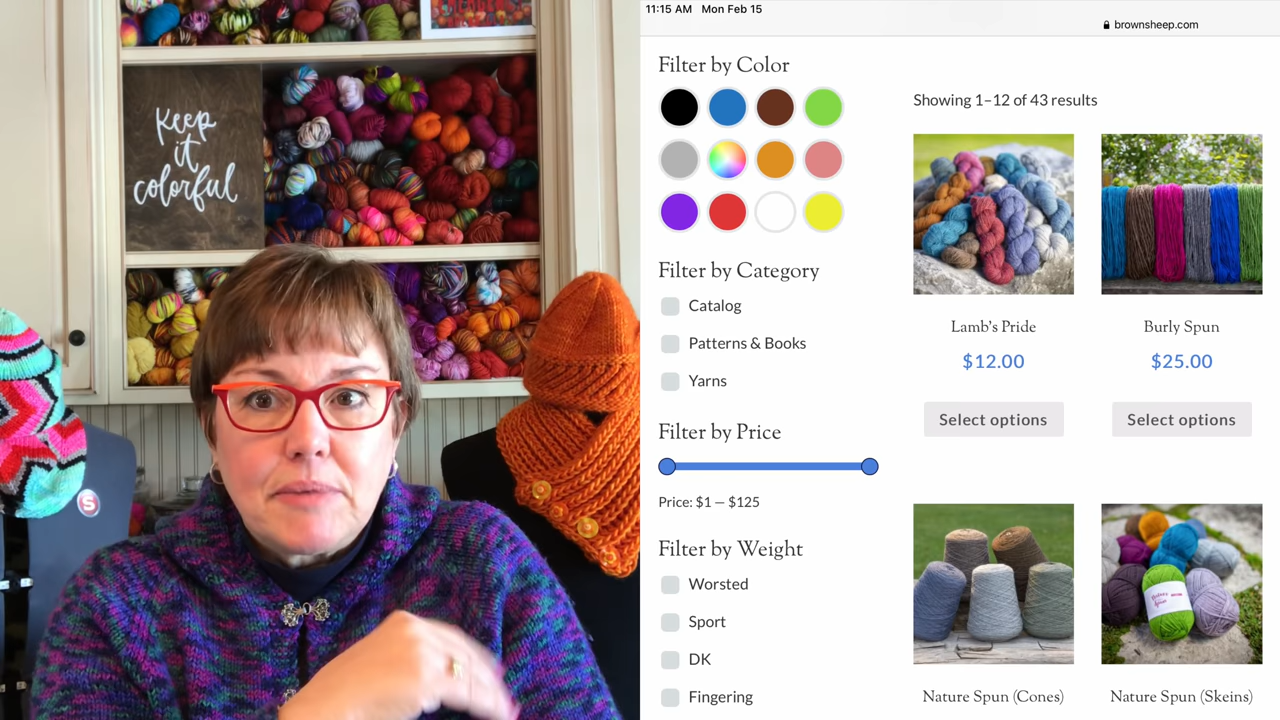 Keep
it
colorful
S
11:15 AM Mon Feb 15
brownsheep.com
Filter by Color
Showing 1–12 of 43 results
Filter by Category
Catalog
Patterns & Books
Yarns
Filter by Price
Price: $1 — $125
Filter by Weight
Worsted
Sport
DK
Fingering
Lamb's Pride
$12.00
Select options
Burly Spun
$25.00
Select options
Nature Spun (Cones)
Nature Spun (Skeins)